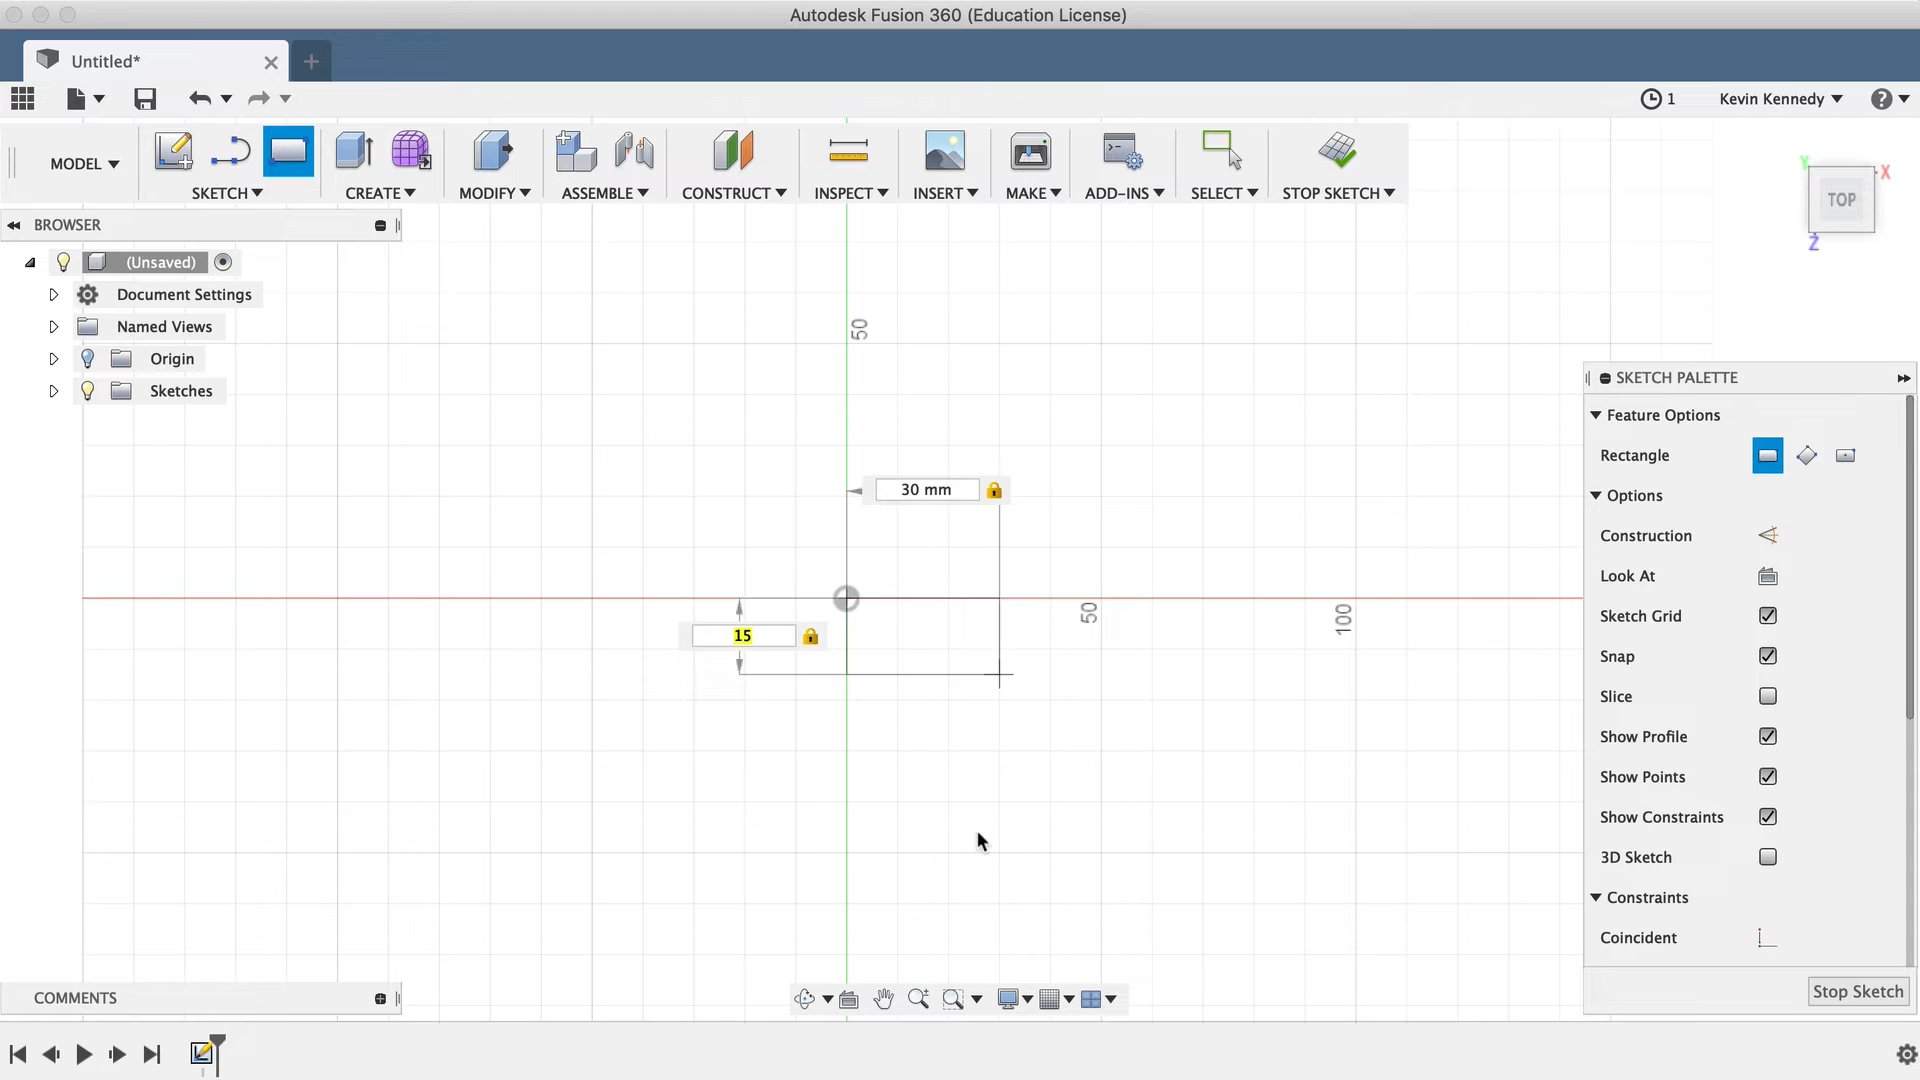 Autodesk Fusion 360 (Education License)
Untitled*
1
Kevin Kennedy
MODEL
SKETCH
CREATE
MODIFY
ASSEMBLE
CONSTRUCT
INSPECT
INSERT
MAKE
ADD-INS
SELECT
STOP SKETCH
Y
X
TOP
Z
BROWSER
(Unsaved)
Document Settings
Named Views
Origin
Sketches
50
30 mm
15
50
100
SKETCH PALETTE
Feature Options
Rectangle
Options
Construction
Look At
Sketch Grid
Snap
Slice
Show Profile
Show Points
Show Constraints
3D Sketch
Constraints
Coincident
Stop Sketch
COMMENTS